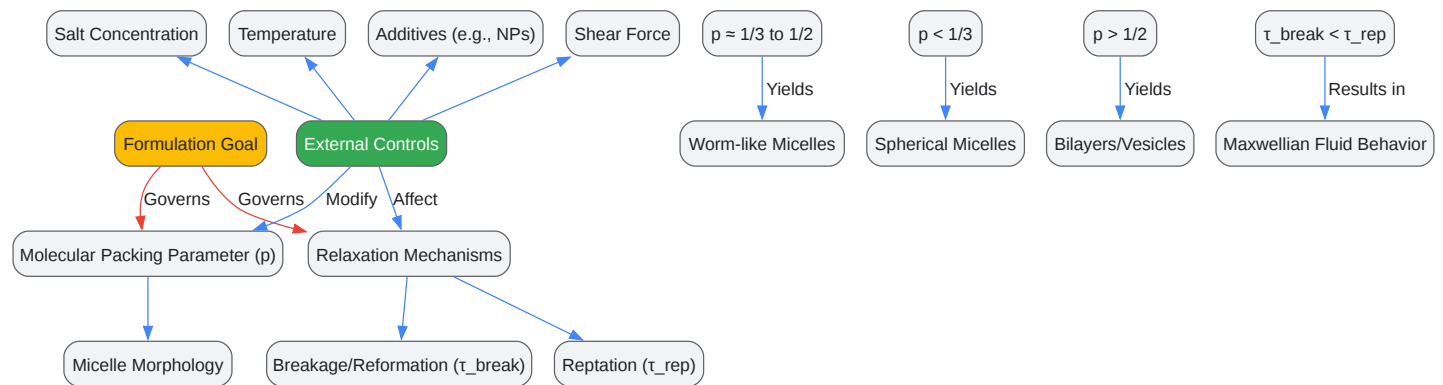 Salt Concentration
Temperature
Additives (e.g., NPs)
Shear Force
p ≈ 1/3 to 1/2
p < 1/3
p > 1/2
τ_break < τ_rep
Yields
Yields
Yields
Results in
Formulation Goal
External Controls
Worm-like Micelles
Spherical Micelles
Bilayers/Vesicles
Maxwellian Fluid Behavior
Governs
Governs
Modify
Affect
Molecular Packing Parameter (p)
Relaxation Mechanisms
Micelle Morphology
Breakage/Reformation (τ_break)
Reptation (τ_rep)